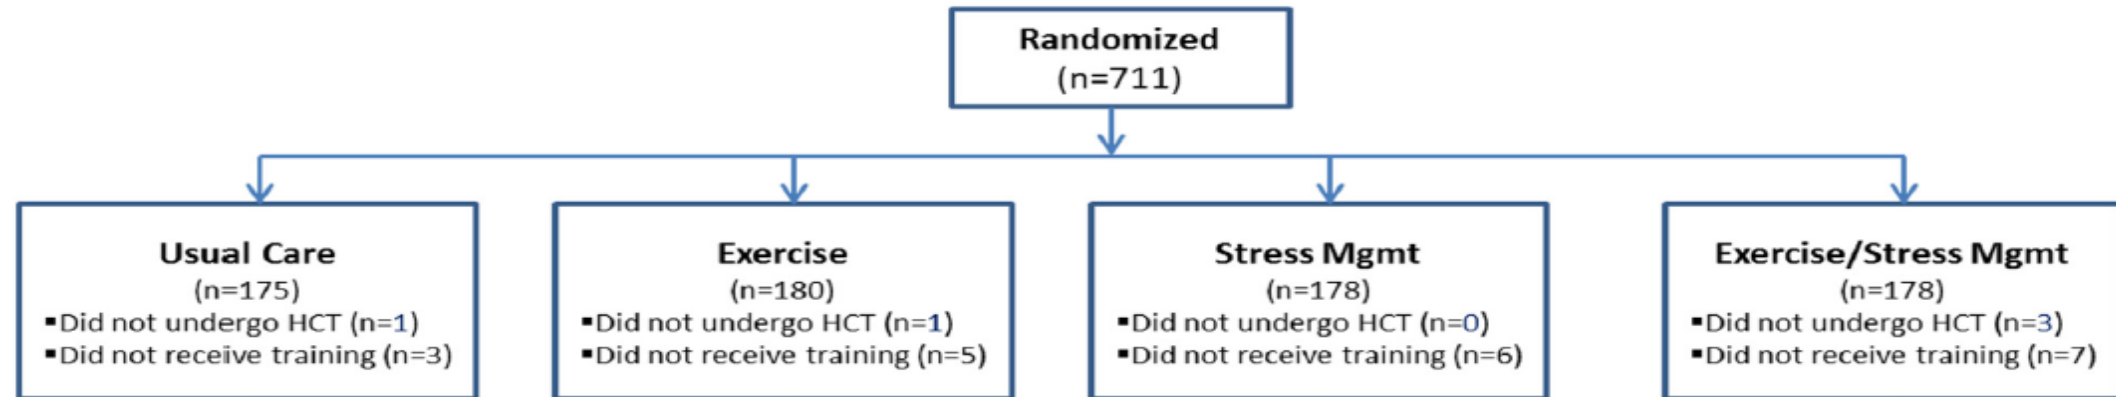 Randomized
(n=711)
Usual Care
(n=175)
▪Did not undergo HCT (n=1)
▪Did not receive training (n=3)
Exercise
(n=180)
▪Did not undergo HCT (n=1)
▪Did not receive training (n=5)
Stress Mgmt
(n=178)
▪Did not undergo HCT (n=0)
▪Did not receive training (n=6)
Exercise/Stress Mgmt
(n=178)
▪Did not undergo HCT (n=3)
▪Did not receive training (n=7)